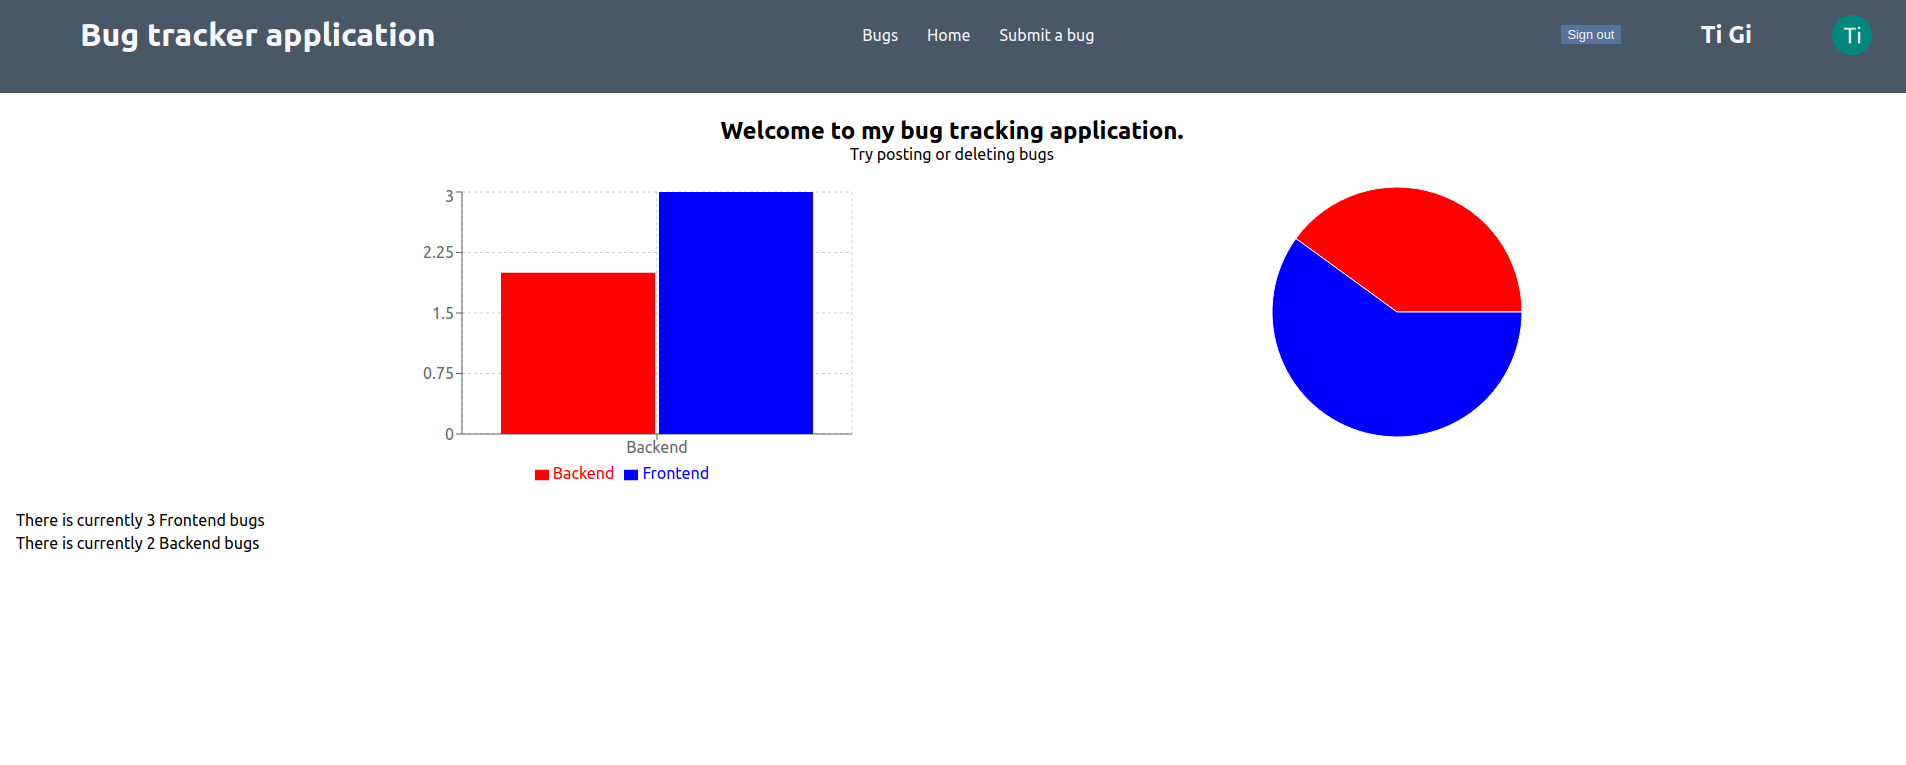 Bug tracker application
Bugs Home Submit a bug
Sign out
Ti Gi
Ti
Welcome to my bug tracking application.
Try posting or deleting bugs
3
2.25
1.5
0.75
0
Backend
Backend Frontend
There is currently 3 Frontend bugs
There is currently 2 Backend bugs